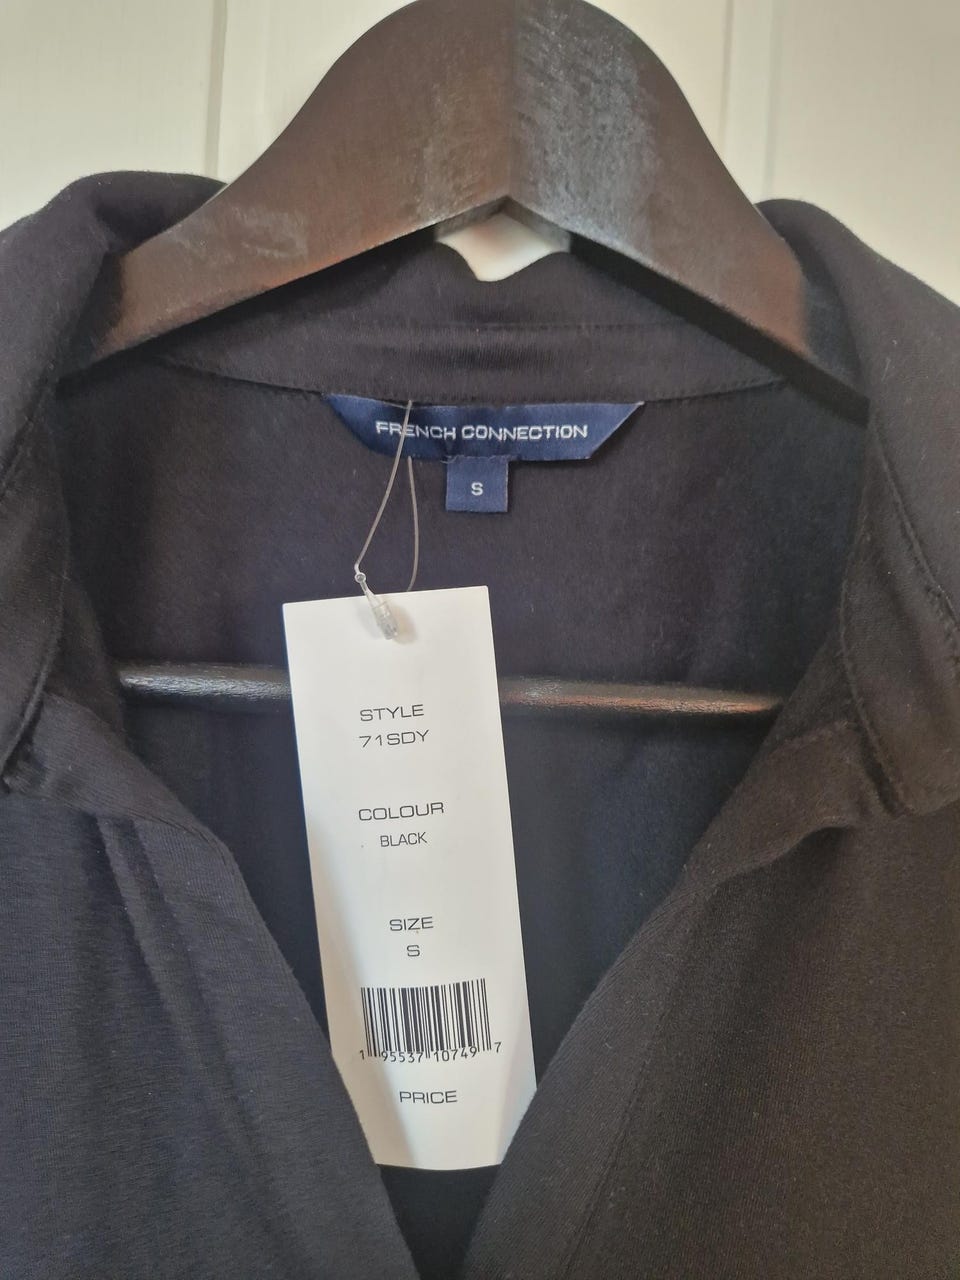 FRENCH CONNECTION
S
STYLE
71SDY
COLOUR
BLACK
SIZE
S
1 95537 10749 7
PRICE